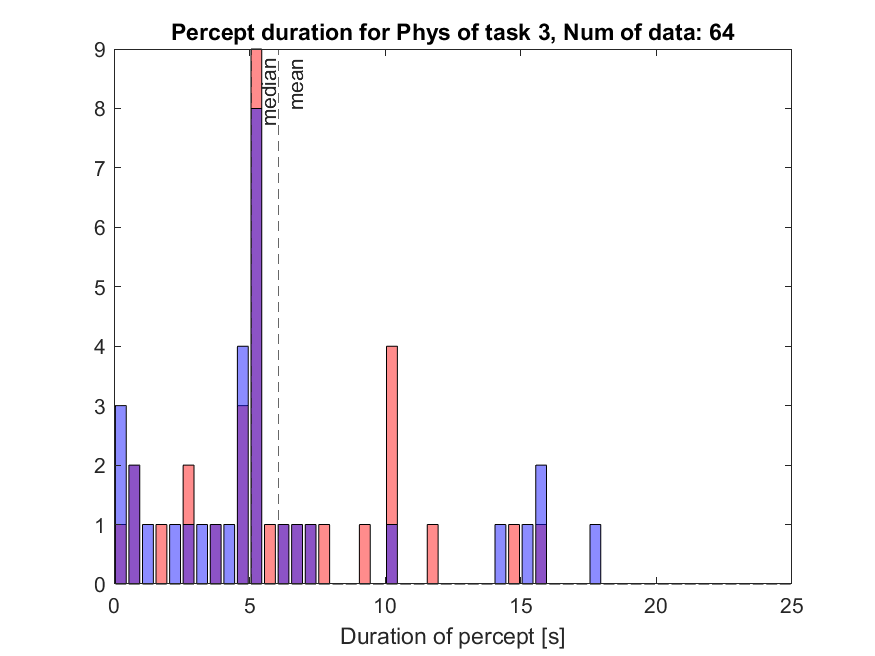 Percept duration for Phys of task 3, Num of data: 64
9
8
7
6
5
4
3
2
1
0
median
mean
0 5 10 15 20 25
Duration of percept [s]